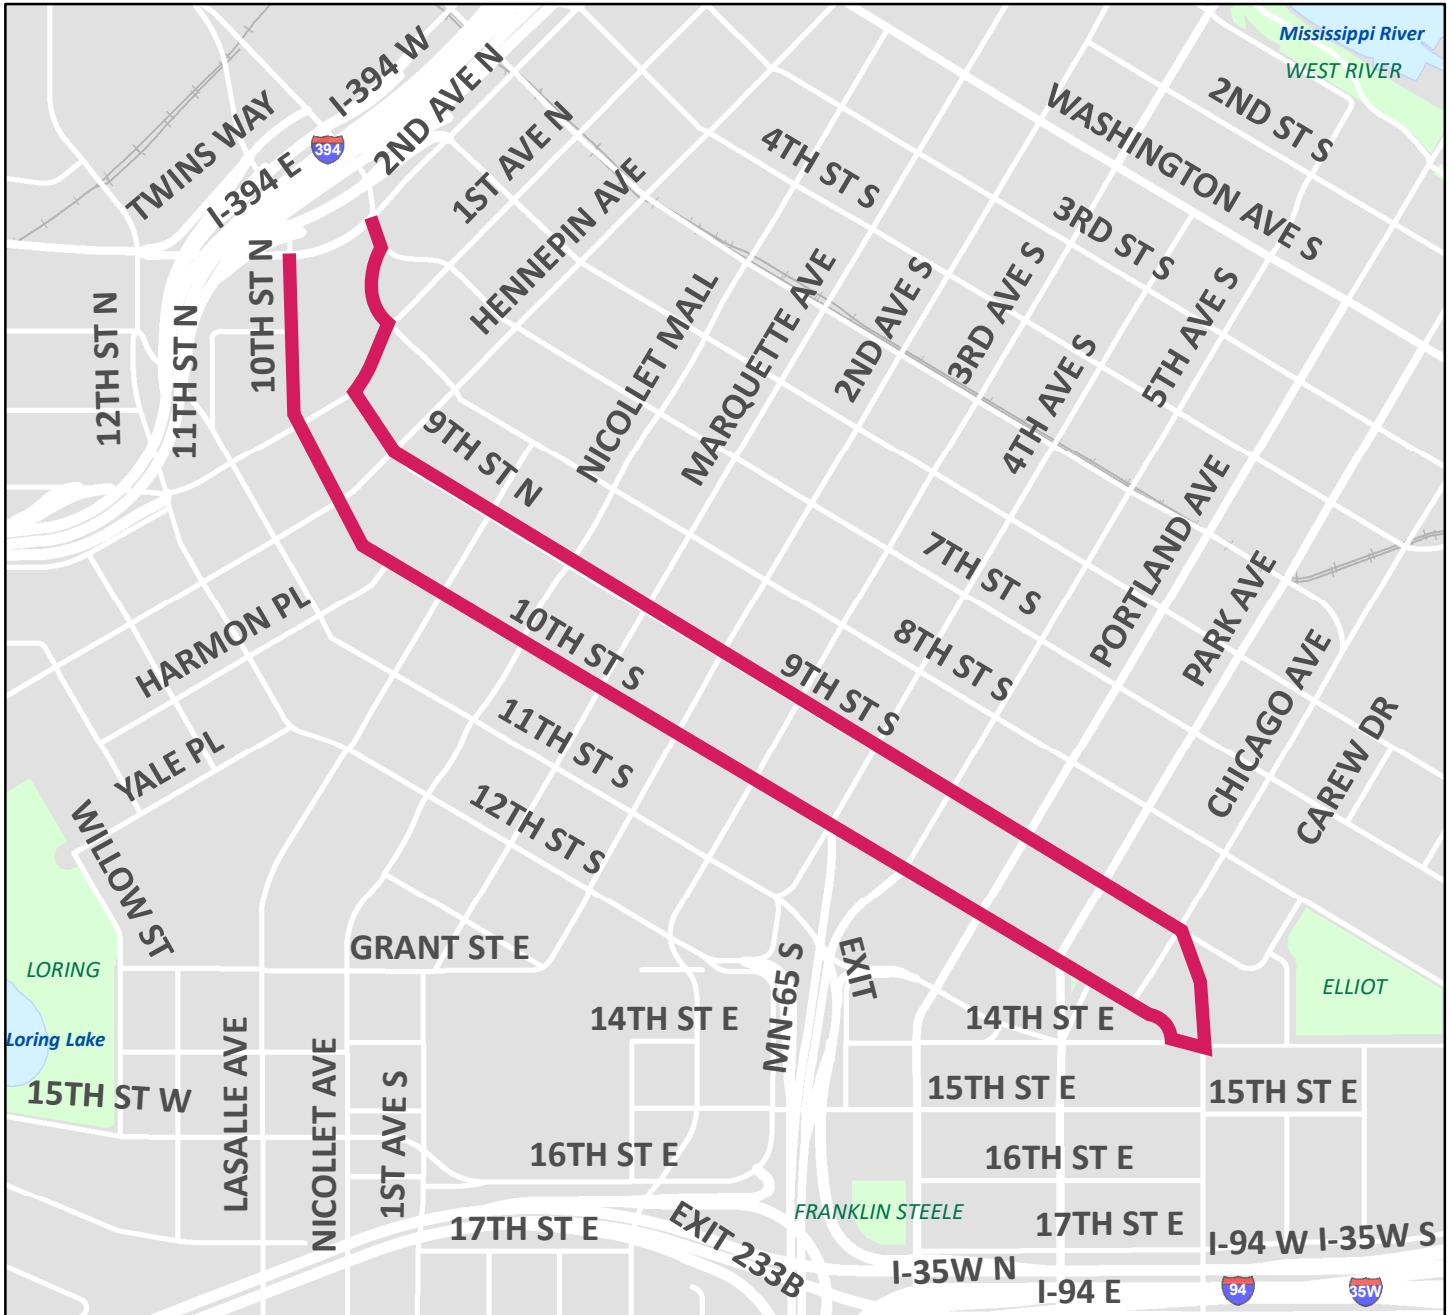 Mississippi River
WEST RIVER
I-394 W
2ND AVE N
TWINS WAY
394
I-394 E
1ST AVE N
HENNEPIN AVE
4TH ST S
WASHINGTON AVE S
2ND ST S
3RD ST S
10TH ST N
12TH ST N
11TH ST N
NICOLLET MALL
MARQUETTE AVE
2ND AVE S
3RD AVE S
4TH AVE S
5TH AVE S
9TH ST N
7TH ST S
8TH ST S
PORTLAND AVE
PARK AVE
CHICAGO AVE
CAREW DR
HARMON PL
10TH ST S
9TH ST S
11TH ST S
12TH ST S
YALE PL
WILLOW ST
GRANT ST E
LORING
Loring Lake
MN-65 S
EXIT
ELLIOT
14TH ST E
14TH ST E
15TH ST W
15TH ST E
15TH ST E
LASALLE AVE
NICOLLET AVE
1ST AVE S
16TH ST E
16TH ST E
FRANKLIN STEELE
17TH ST E
17TH ST E
EXIT 233B
I-35W N
I-94 E
I-94 W
I-35W S
94
35W